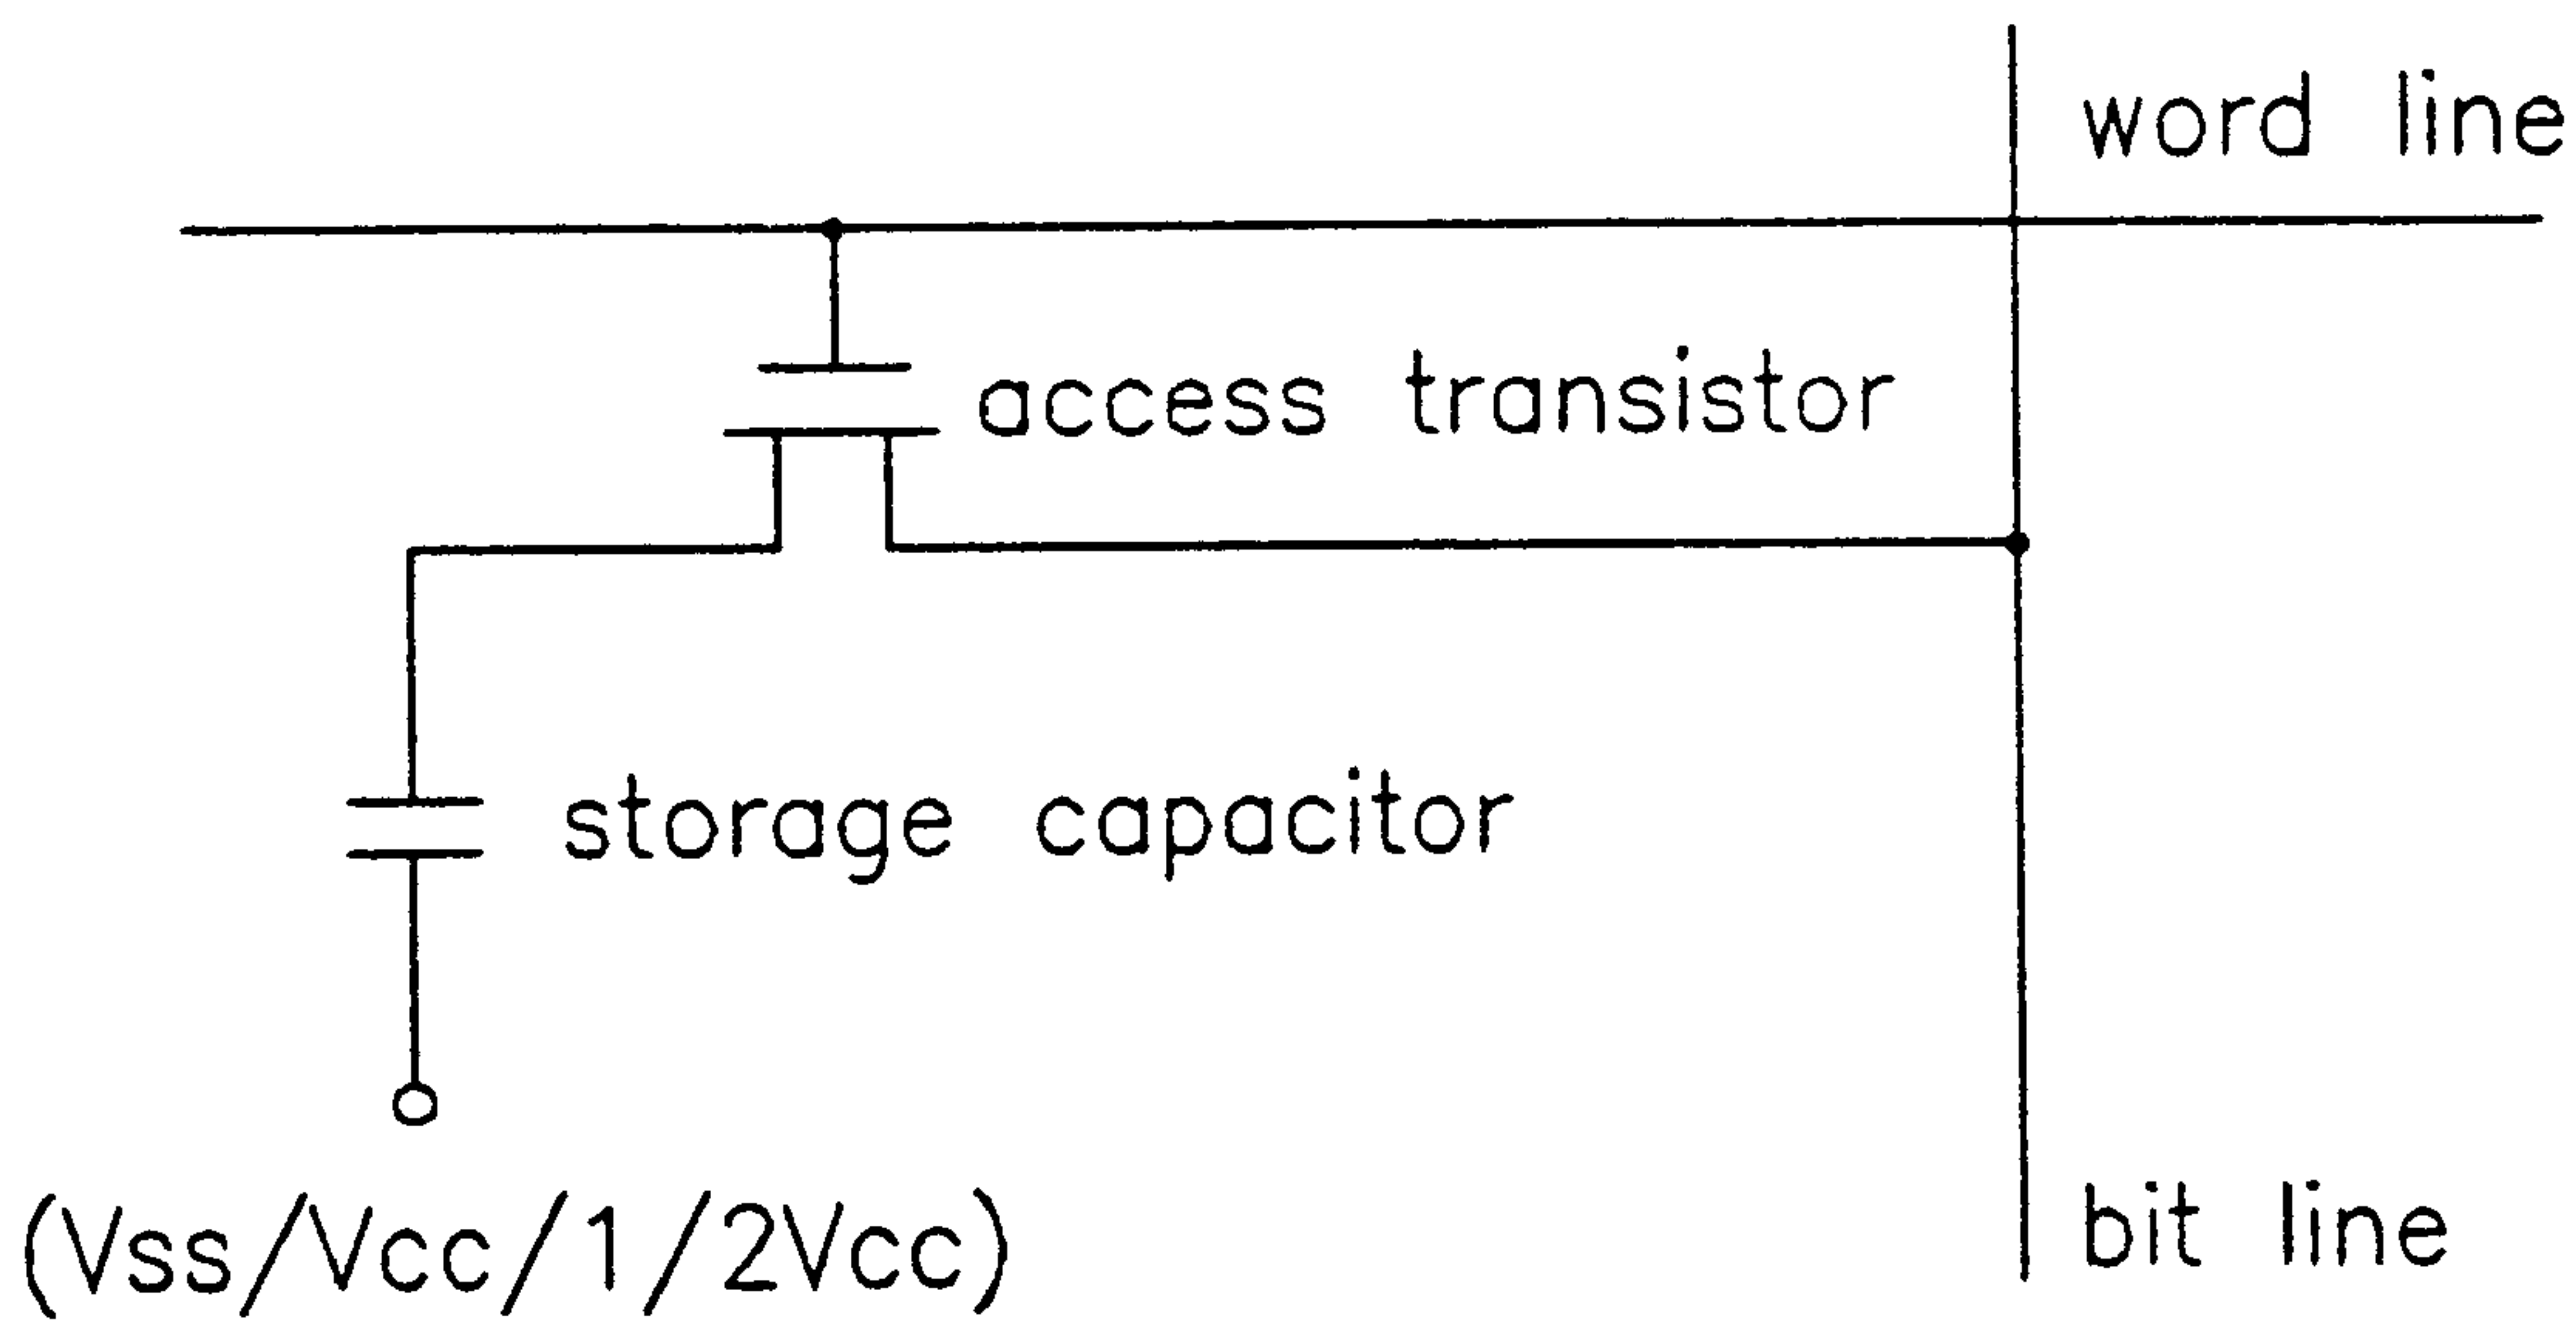 word line
access transistor
storage capacitor
(Vss/Vcc/1/2Vcc)
bit line